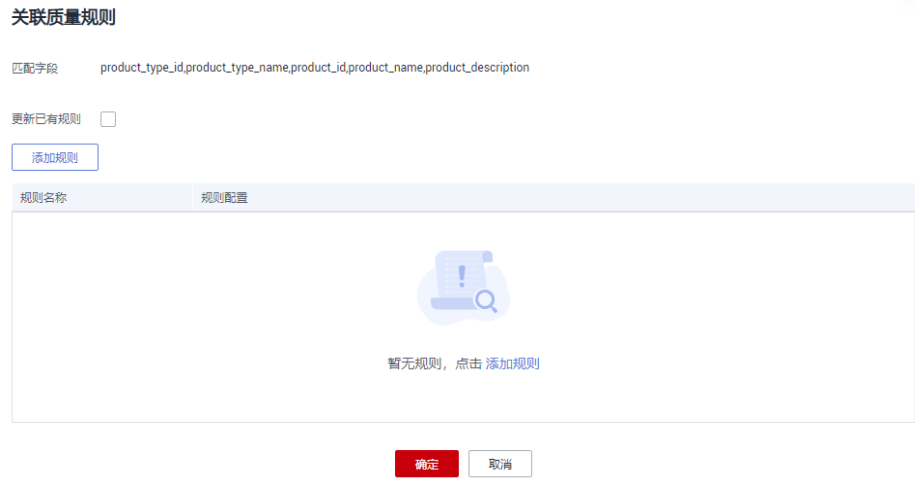 关联质量规则
匹配字段 product_type_id,product_type_name,product_id,product_name,product_description
更新已有规则
添加规则
规则名称 规则配置
暂无规则，点击 添加规则
确定 取消